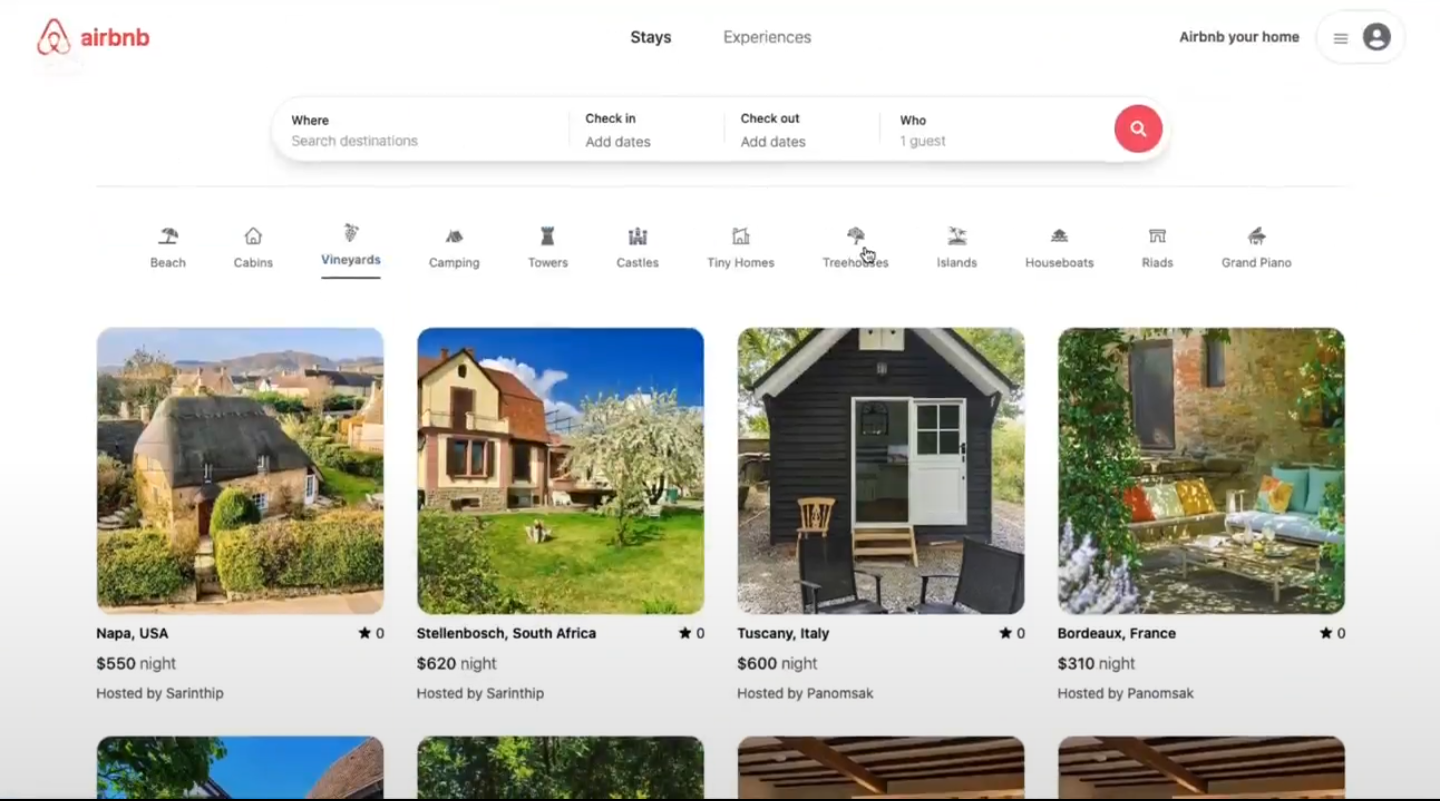 airbnb
Stays
Experiences
Airbnb your home
Where
Search destinations
Check in
Add dates
Check out
Add dates
Who
1 guest
Beach
Cabins
Vineyards
Camping
Towers
Castles
Tiny Homes
Treehouses
Islands
Houseboats
Riads
Grand Piano
Napa, USA
★ 0
$550 night
Hosted by Sarinthip
Stellenbosch, South Africa
★ 0
$620 night
Hosted by Sarinthip
Tuscany, Italy
★ 0
$600 night
Hosted by Panomsak
Bordeaux, France
★ 0
$310 night
Hosted by Panomsak